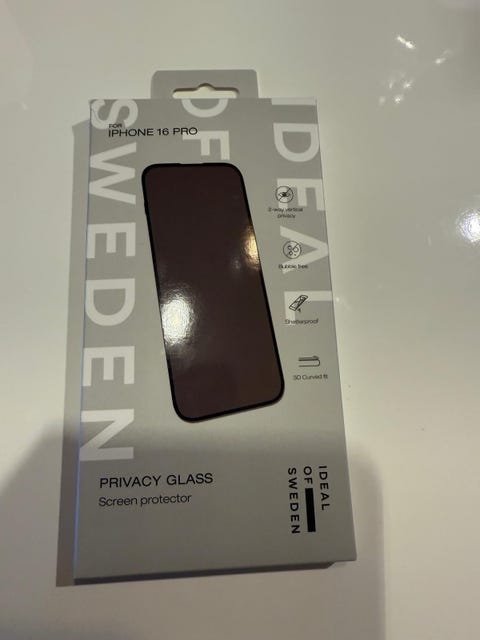 FOR
IPHONE 16 PRO
IDEAL
OF
SWEDEN
2-way vertical
privacy
Bubble free
Shatterproof
5D Curved fit
PRIVACY GLASS
Screen protector
IDEAL
OF
SWEDEN